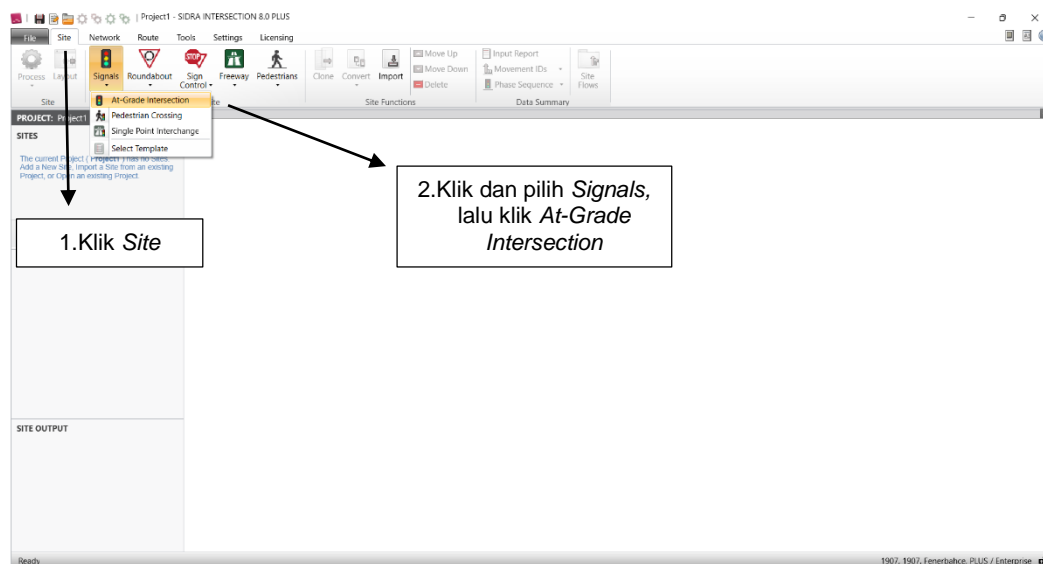 Project1 - SIDRA INTERSECTION 8.0 PLUS
File Site Network Route Tools Settings Licensing
Process Layout Signals Roundabout Sign Control Freeway Pedestrians Clone Convert Import
Move Up
Move Down
Delete
Input Report
Movement IDs
Phase Sequence
Site Flows
Site
Site Functions
Data Summary
At-Grade Intersection
Pedestrian Crossing
Single Point Interchange
Select Template
PROJECT: Project1
SITES
The current Project ( Project1 ) has no Sites.
Add a New Site, Import a Site from an existing
Project, or Open an existing Project.
1.Klik Site
2.Klik dan pilih Signals,
lalu klik At-Grade
Intersection
SITE OUTPUT
Ready
1907, 1907, Fenerbahce, PLUS / Enterprise